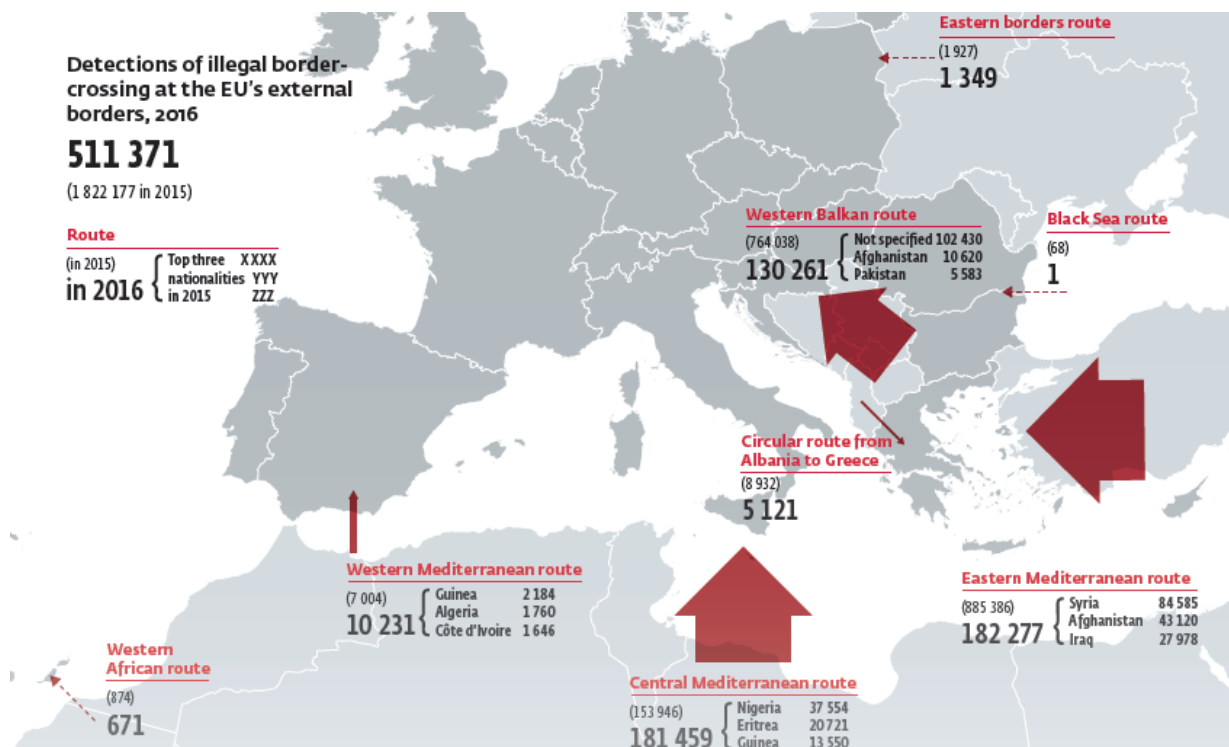 Detections of illegal border-
crossing at the EU's external
borders, 2016
511 371
(1 822 177 in 2015)
Route
(in 2015)
in 2016
Top three XXXX
nationalities YYY
in 2015 ZZZ
Eastern borders route
(1 927)
1 349
Western Balkan route
(764 038)
130 261
Not specified 102 430
Afghanistan 10 620
Pakistan 5 583
Black Sea route
(68)
1
Circular route from
Albania to Greece
(8 932)
5 121
Western Mediterranean route
(7 004)
10 231
Guinea 2 184
Algeria 1 760
Côte d'Ivoire 1 646
Eastern Mediterranean route
(885 386)
182 277
Syria 84 585
Afghanistan 43 120
Iraq 27 978
Western
African route
(874)
671
Central Mediterranean route
(153 946)
181 459
Nigeria 37 554
Eritrea 20 721
Guinea 13 550